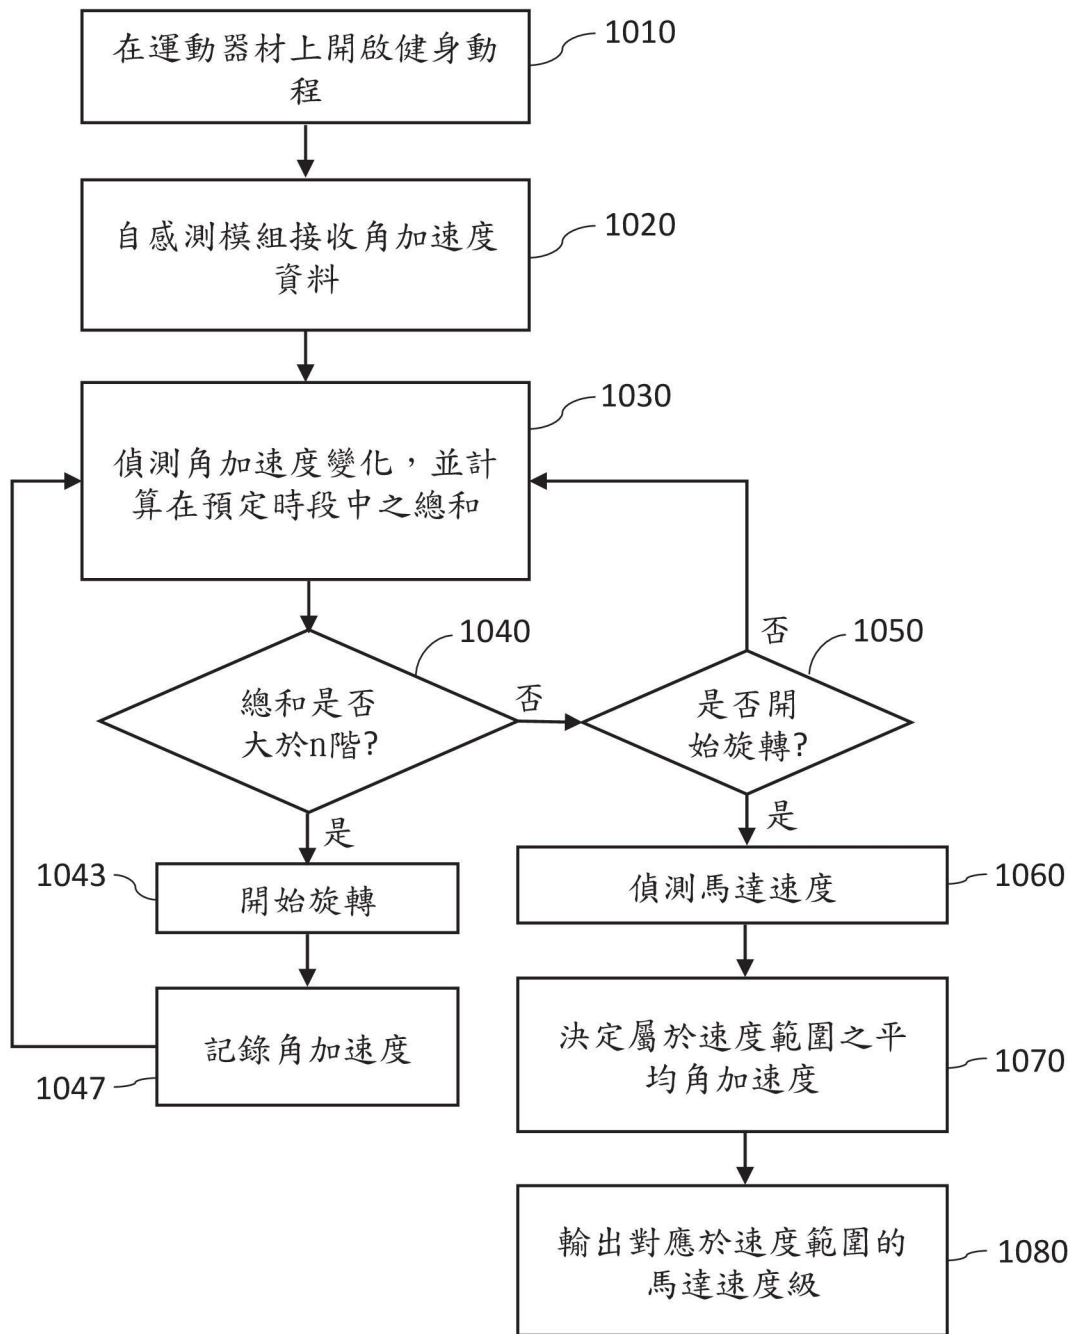 在運動器材上開啟健身動
程
1010
自感測模組接收角加速度
資料
1020
1030
偵測角加速度變化，並計
算在預定時段中之總和
1040
總和是否
大於n階?
否
是
否
1050
是否開
始旋轉?
是
1043
開始旋轉
1047
記錄角加速度
偵測馬達速度
1060
決定屬於速度範圍之平
均角加速度
1070
輸出對應於速度範圍的
馬達速度級
1080